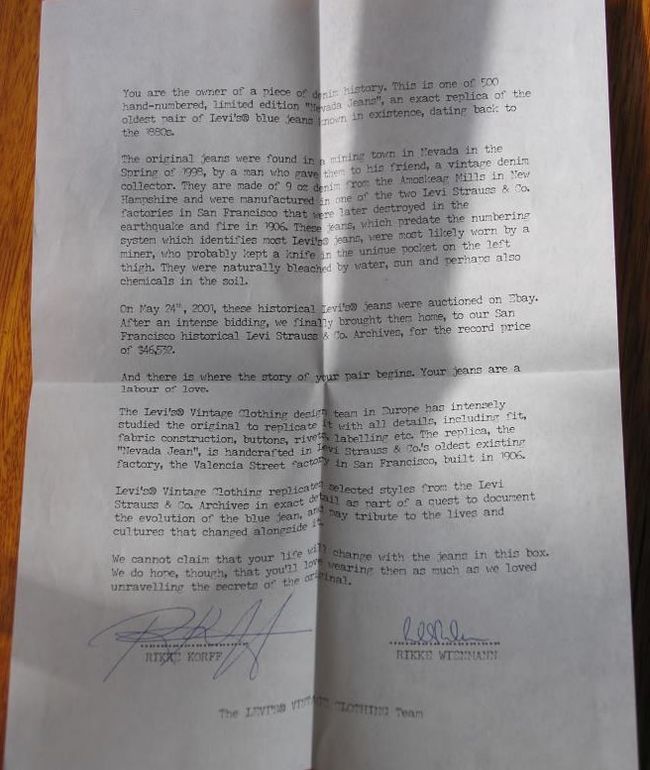 You are the owner of a piece of denim history. This is one of 500
hand-numbered, limited edition "Nevada Jeans", an exact replica of the
oldest pair of Levi's® blue jeans known in existence, dating back to
the 1880s.
The original jeans were found in a mining town in Nevada in the
Spring of 1998, by a man who gave them to his friend, a vintage denim
collector. They are made of 9 oz denim from the Amoskeag Mills in New
Hampshire and were manufactured in one of the two Levi Strauss & Co.
factories in San Francisco that were later destroyed in the
earthquake and fire in 1906. These jeans, which predate the numbering
system which identifies most Levi's® jeans, were most likely worn by a
miner, who probably kept a knife in the unique pocket on the left
thigh. They were naturally bleached by water, sun and perhaps also
chemicals in the soil.
On May 24th, 2001, these historical Levi's® jeans were auctioned on Ebay.
After an intense bidding, we finally brought them home, to our San
Francisco historical Levi Strauss & Co. Archives, for the record price
of $46,532.
And there is where the story of your pair begins. Your jeans are a
labour of love.
The Levi's® Vintage Clothing design team in Europe has intensely
studied the original to replicate it with all details, including fit,
fabric construction, buttons, rivets, labelling etc. The replica, the
"Nevada Jean", is handcrafted in Levi Strauss & Co.'s oldest existing
factory, the Valencia Street factory in San Francisco, built in 1906.
Levi's® Vintage Clothing replicates selected styles from the Levi
Strauss & Co. Archives in exact detail as part of a quest to document
the evolution of the blue jean, and pay tribute to the lives and
cultures that changed alongside it.
We cannot claim that your life will change with the jeans in this box.
We do hope, though, that you'll love wearing them as much as we loved
unravelling the secrets of the original.
RIKKE KORFF RIKKE WIENMANN
The LEVI'S® VINTAGE CLOTHING Team